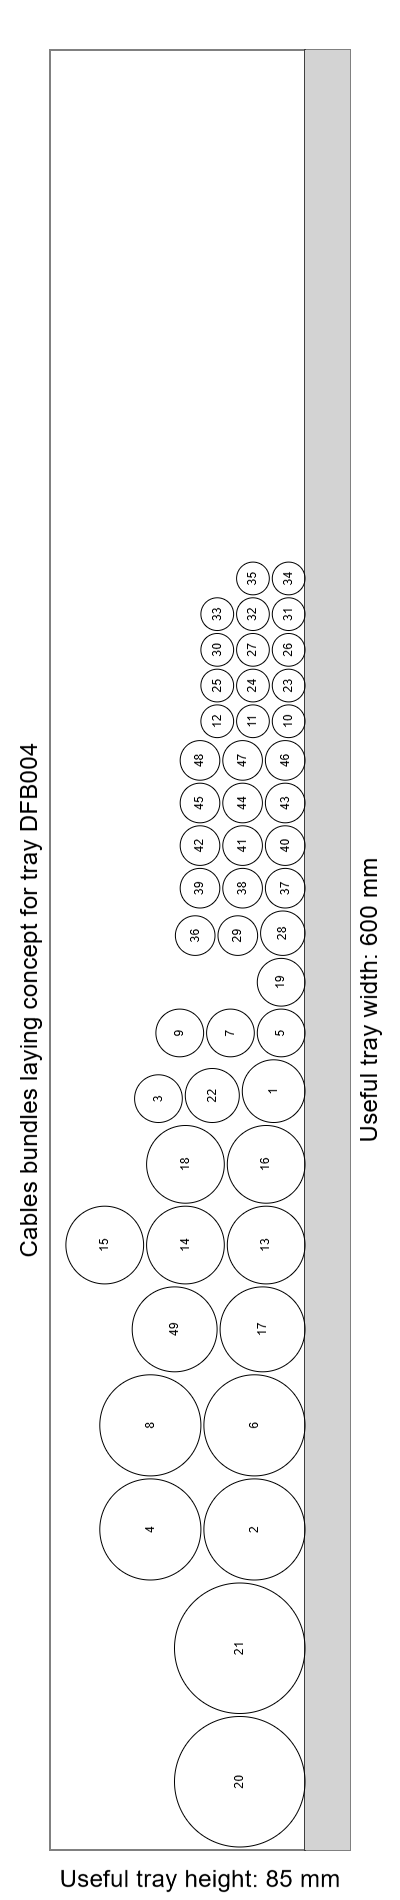 Cables bundles laying concept for tray DFB004
35 34
33 32 31
30 27 26
25 24 23
12 11 10
48 47 46
45 44 43
42 41 40
39 38 37
36 29 28
19
9 7 5
3 22 1
18 16
15 14 13
49 17
8 6
4 2
21
20
Useful tray width: 600 mm
Useful tray height: 85 mm